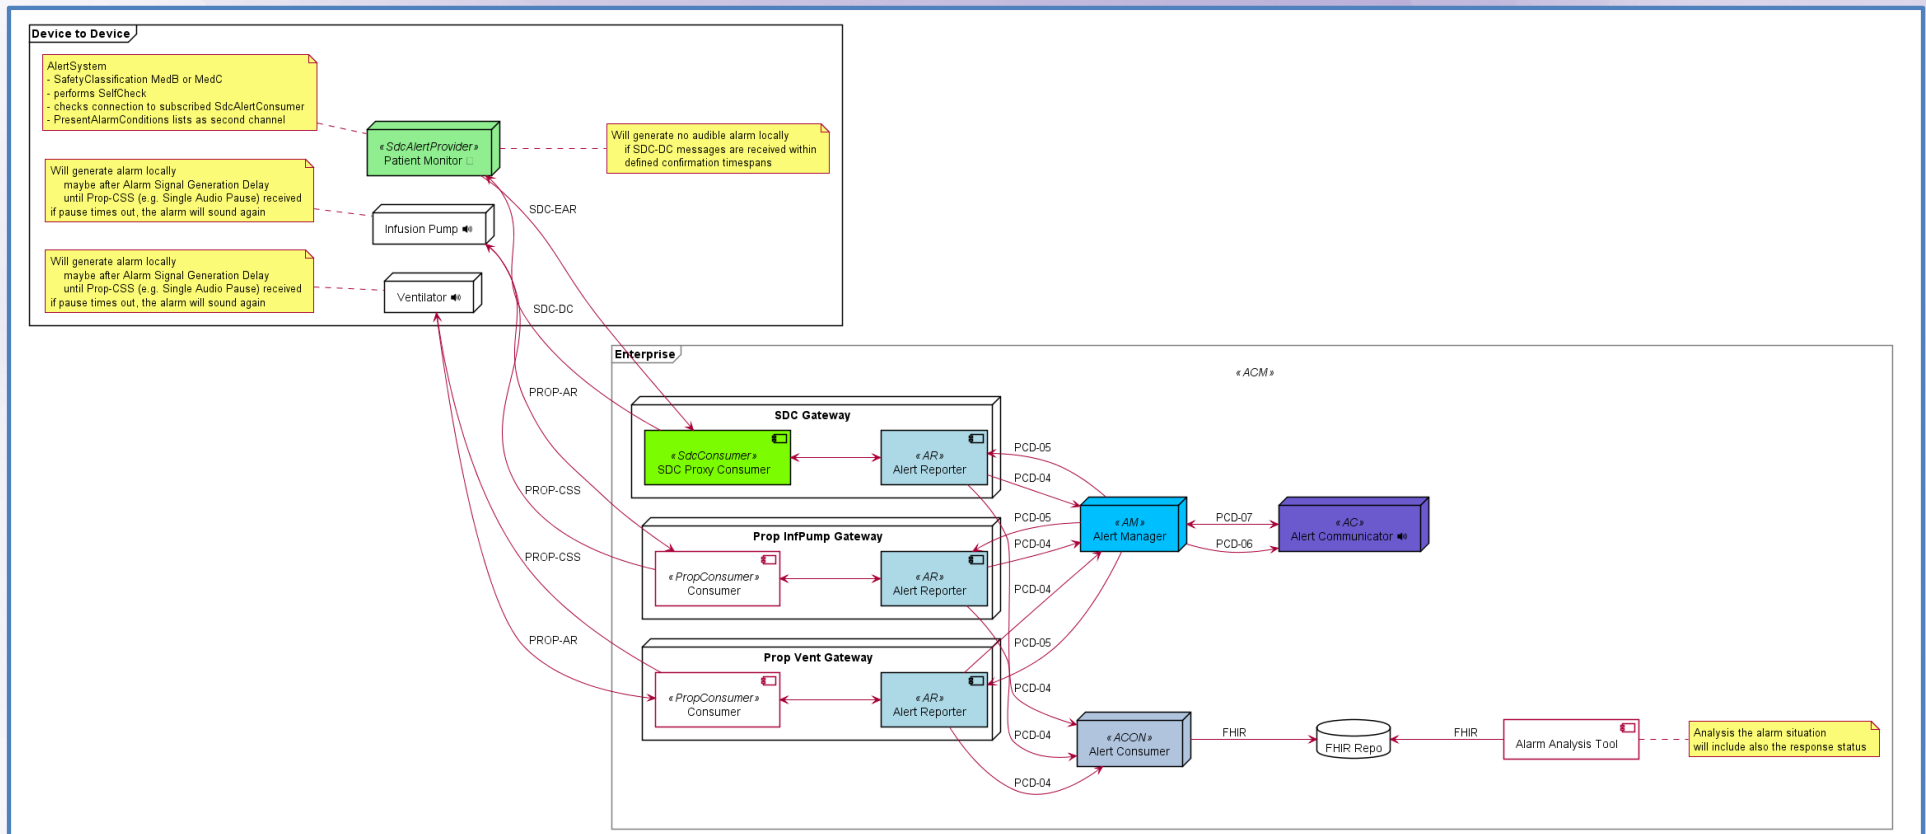 Device to Device
AlertSystem
- SafetyClassification MedB or MedC
- performs SelfCheck
- checks connection to subscribed SdcAlertConsumer
- PresentAlarmConditions lists as second channel
«SdcAlertProvider»
Patient Monitor
Will generate no audible alarm locally
if SDC-DC messages are received within
defined confirmation timespans
Will generate alarm locally
maybe after Alarm Signal Generation Delay
until Prop-CSS (e.g. Single Audio Pause) received
if pause times out, the alarm will sound again
Infusion Pump
SDC-EAR
Will generate alarm locally
maybe after Alarm Signal Generation Delay
until Prop-CSS (e.g. Single Audio Pause) received
if pause times out, the alarm will sound again
Ventilator
SDC-DC
Enterprise
«ACM»
PROP-AR
SDC Gateway
«SdcConsumer»
SDC Proxy Consumer
«AR»
Alert Reporter
PCD-05
PCD-04
PROP-CSS
PCD-05
Prop InfPump Gateway
PCD-04
«AM»
Alert Manager
PCD-07
PCD-06
«AC»
Alert Communicator
PROP-CSS
«PropConsumer»
Consumer
«AR»
Alert Reporter
PCD-04
PROP-AR
PCD-05
Prop Vent Gateway
«PropConsumer»
Consumer
«AR»
Alert Reporter
PCD-04
PCD-04
PCD-04
«ACON»
Alert Consumer
FHIR
FHIR Repo
FHIR
Alarm Analysis Tool
Analysis the alarm situation
will include also the response status